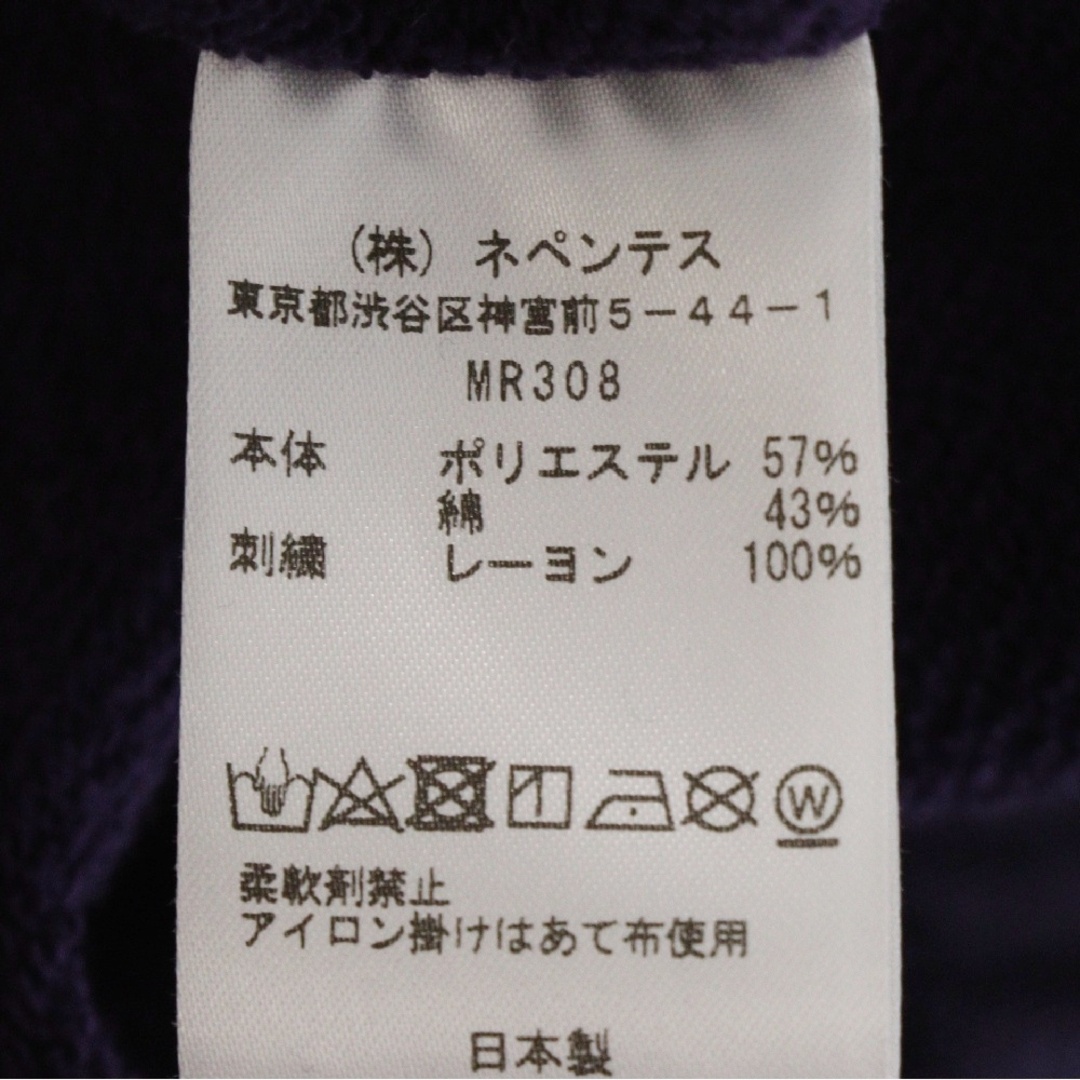 (株) ネペンテス
東京都渋谷区神宮前5-44-1
MR308
本体 ポリエステル 57%
綿 43%
刺繍 レーヨン 100%
W
柔軟剤禁止
アイロン掛けはあて布使用
日本製